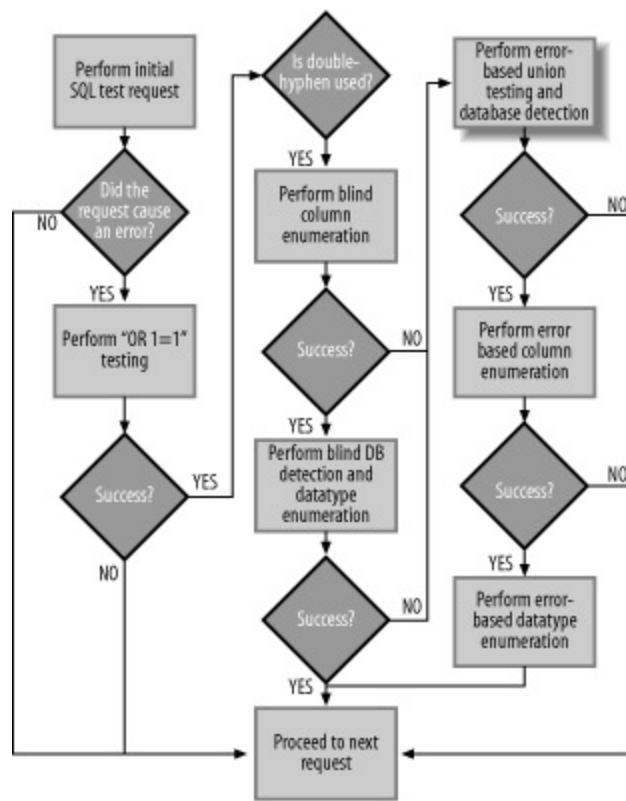 Perform initial
SQL test request
Did the
request cause
an error?
NO
YES
Perform “OR 1=1”
testing
Success?
YES
NO
Is double-
hyphen used?
YES
Perform blind
column
enumeration
Success?
NO
YES
Perform blind DB
detection and
datatype
enumeration
Success?
NO
YES
Proceed to next
request
Perform error-
based union
testing and
database detection
Success?
NO
YES
Perform error
based column
enumeration
Success?
NO
YES
Perform error-
based datatype
enumeration